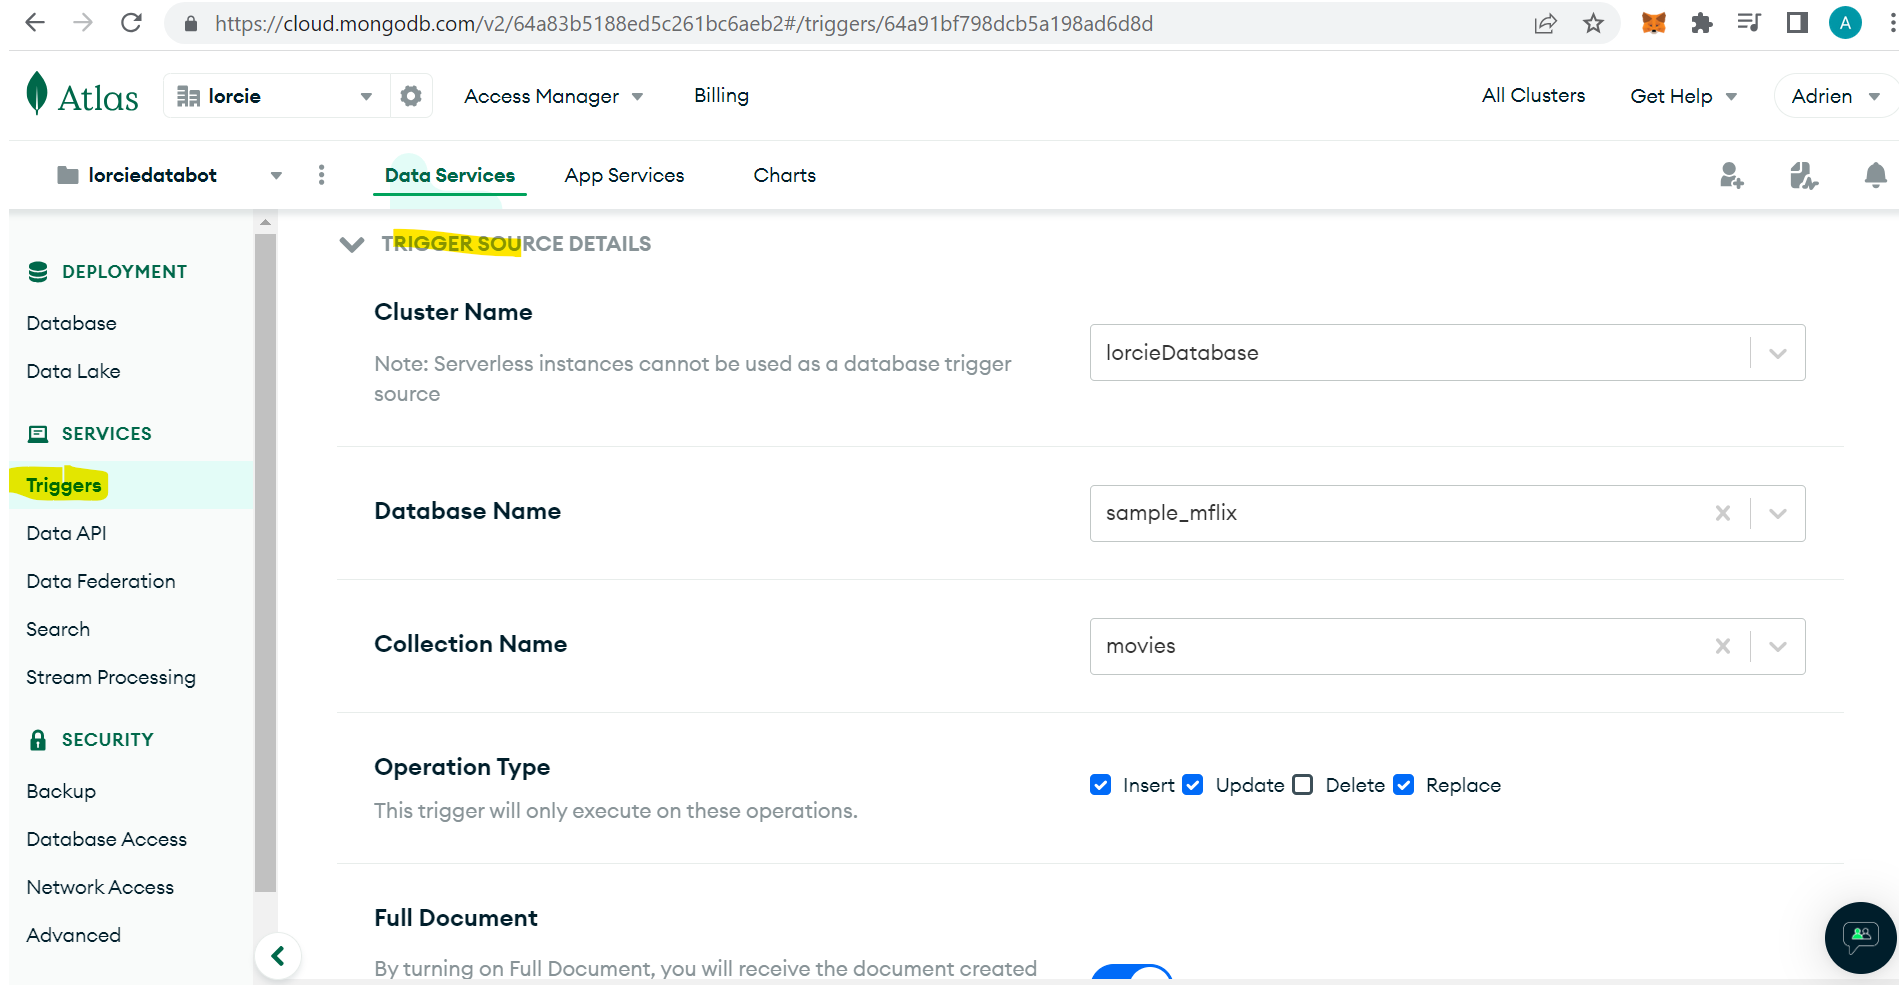 https://cloud.mongodb.com/v2/64a83b5188ed5c261bc6aeb2#/triggers/64a91bf798dcb5a198ad6d8d
A
Atlas
lorcie
Access Manager
Billing
All Clusters
Get Help
Adrien
lorciedatabot
Data Services
App Services
Charts
DEPLOYMENT
Database
Data Lake
SERVICES
Triggers
Data API
Data Federation
Search
Stream Processing
SECURITY
Backup
Database Access
Network Access
Advanced
TRIGGER SOURCE DETAILS
Cluster Name
Note: Serverless instances cannot be used as a database trigger
source
lorcieDatabase
Database Name
sample_mflix
Collection Name
movies
Operation Type
This trigger will only execute on these operations.
Insert Update Delete Replace
Full Document
By turning on Full Document, you will receive the document created